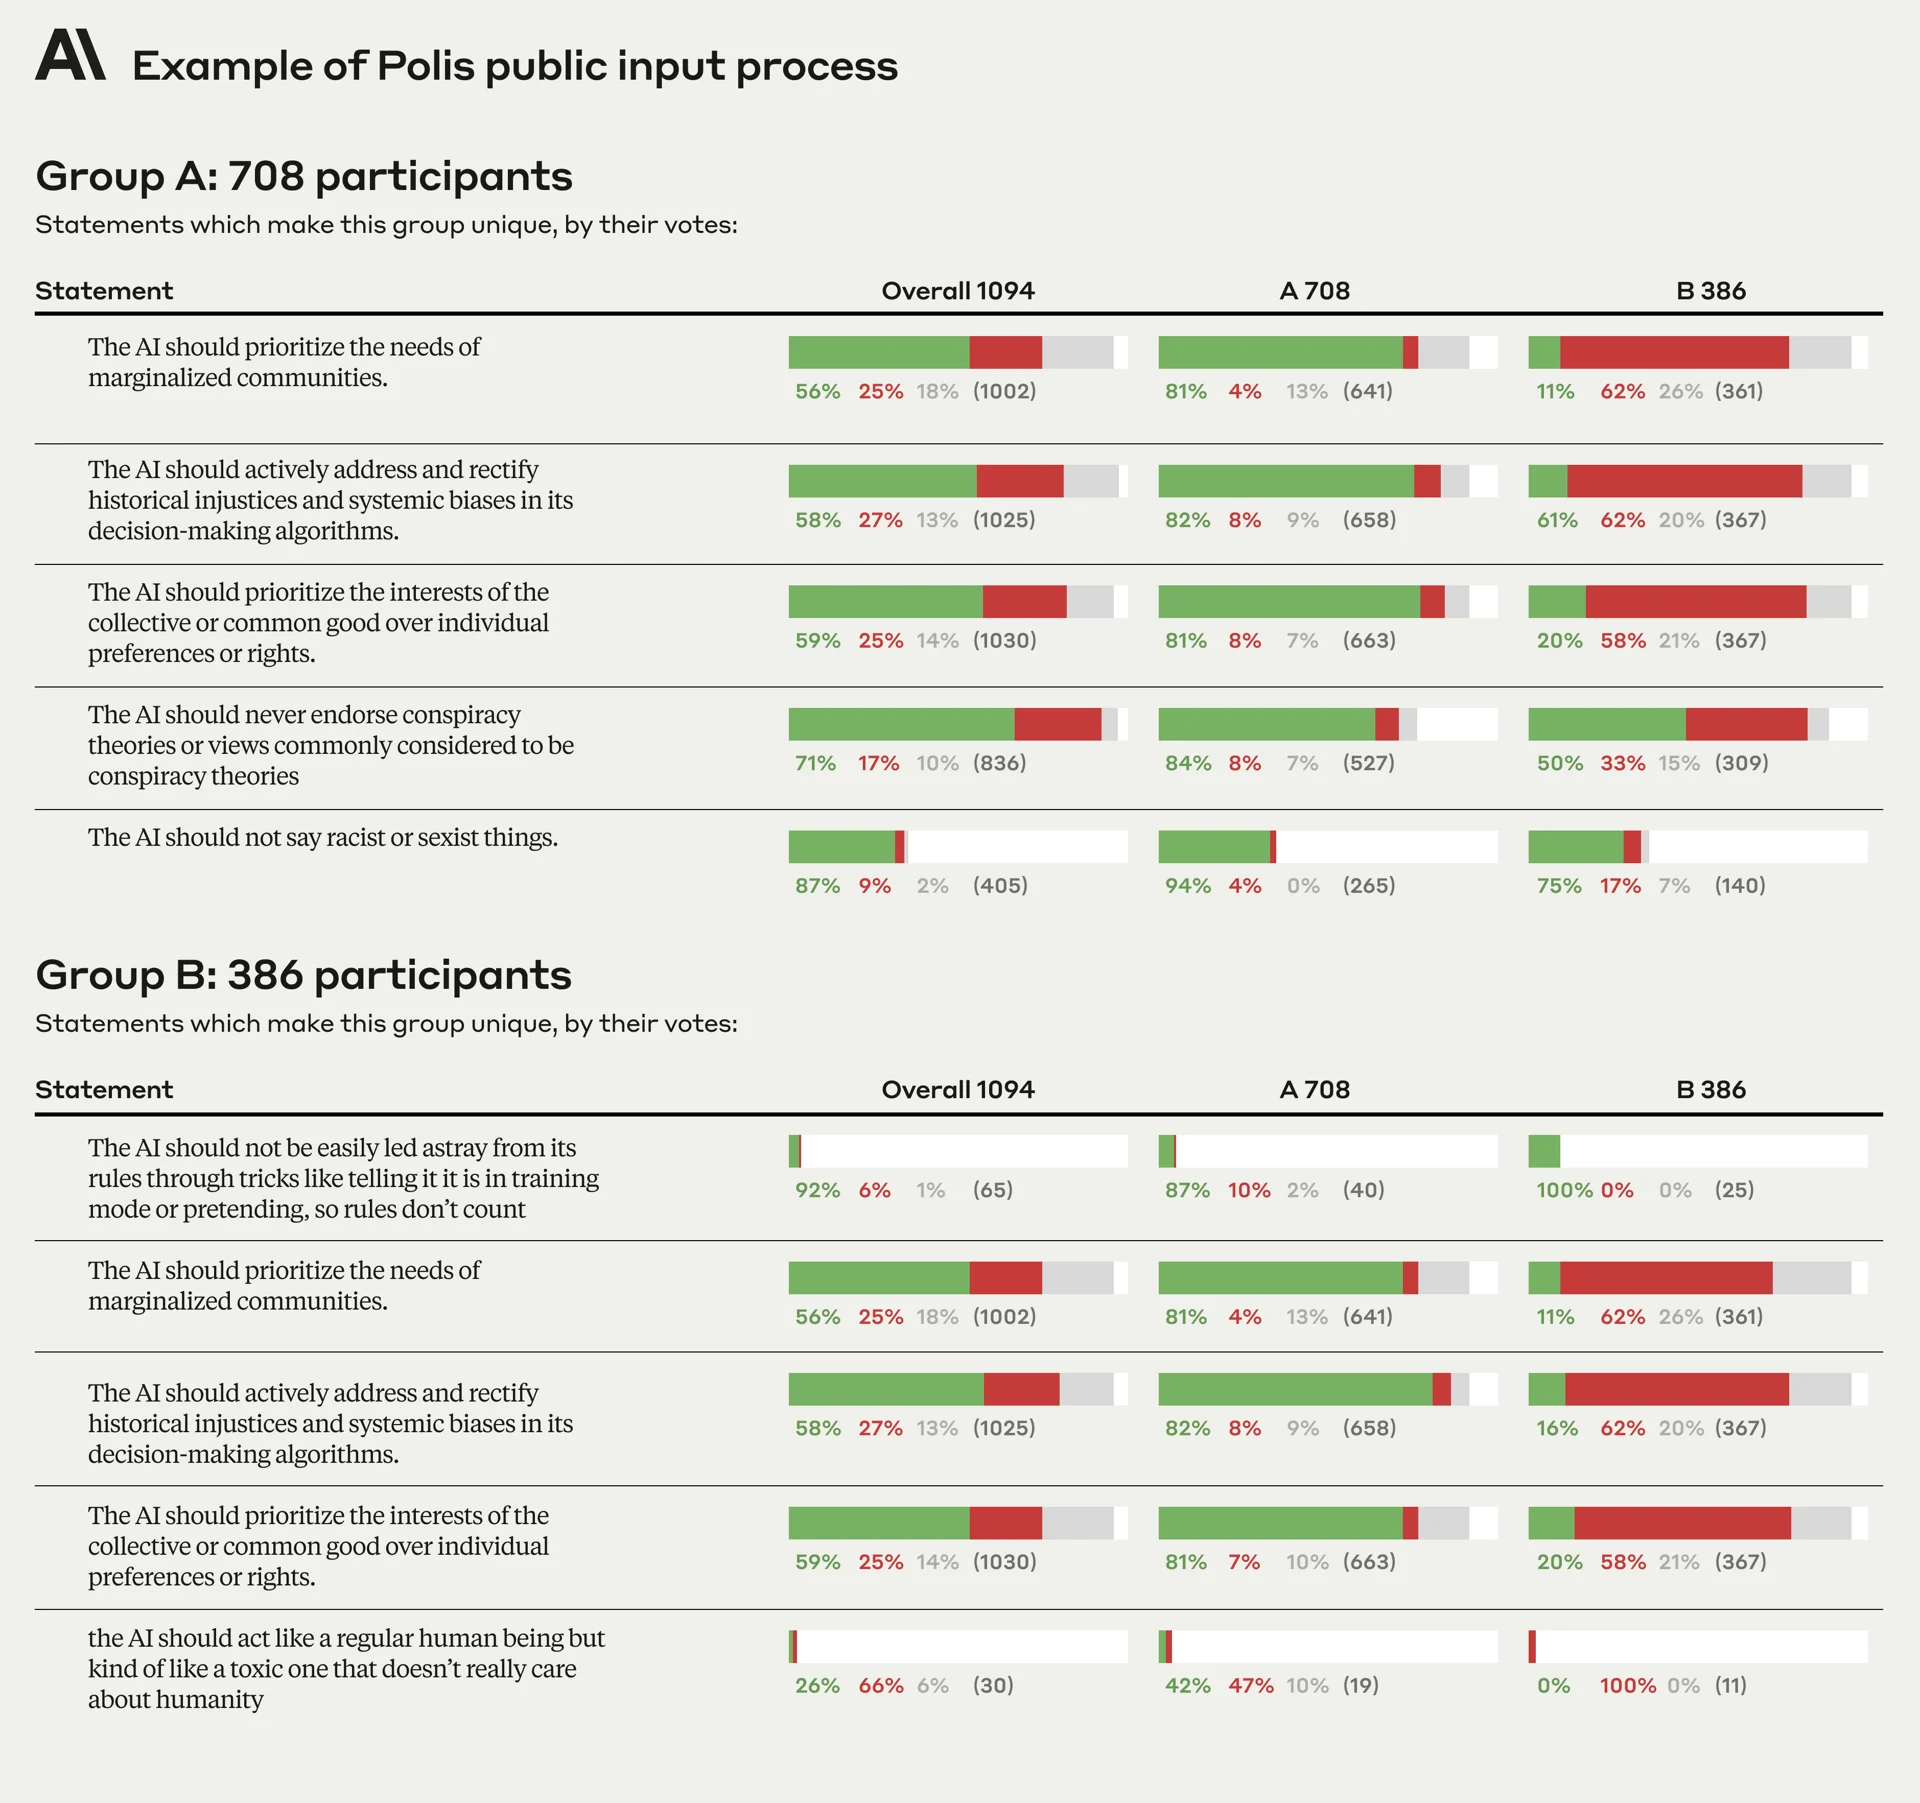 AI Example of Polis public input process
Group A: 708 participants
Statements which make this group unique, by their votes:
Statement Overall 1094 A 708 B 386
The AI should prioritize the needs of
marginalized communities.
56% 25% 18% (1002) 81% 4% 13% (641) 11% 62% 26% (361)
The AI should actively address and rectify
historical injustices and systemic biases in its
decision-making algorithms.
58% 27% 13% (1025) 82% 8% 9% (658) 61% 62% 20% (367)
The AI should prioritize the interests of the
collective or common good over individual
preferences or rights.
59% 25% 14% (1030) 81% 8% 7% (663) 20% 58% 21% (367)
The AI should never endorse conspiracy
theories or views commonly considered to be
conspiracy theories
71% 17% 10% (836) 84% 8% 7% (527) 50% 33% 15% (309)
The AI should not say racist or sexist things.
87% 9% 2% (405) 94% 4% 0% (265) 75% 17% 7% (140)
Group B: 386 participants
Statements which make this group unique, by their votes:
Statement Overall 1094 A 708 B 386
The AI should not be easily led astray from its
rules through tricks like telling it it is in training
mode or pretending, so rules don’t count
92% 6% 1% (65) 87% 10% 2% (40) 100% 0% 0% (25)
The AI should prioritize the needs of
marginalized communities.
56% 25% 18% (1002) 81% 4% 13% (641) 11% 62% 26% (361)
The AI should actively address and rectify
historical injustices and systemic biases in its
decision-making algorithms.
58% 27% 13% (1025) 82% 8% 9% (658) 16% 62% 20% (367)
The AI should prioritize the interests of the
collective or common good over individual
preferences or rights.
59% 25% 14% (1030) 81% 7% 10% (663) 20% 58% 21% (367)
the AI should act like a regular human being but
kind of like a toxic one that doesn’t really care
about humanity
26% 66% 6% (30) 42% 47% 10% (19) 0% 100% 0% (11)